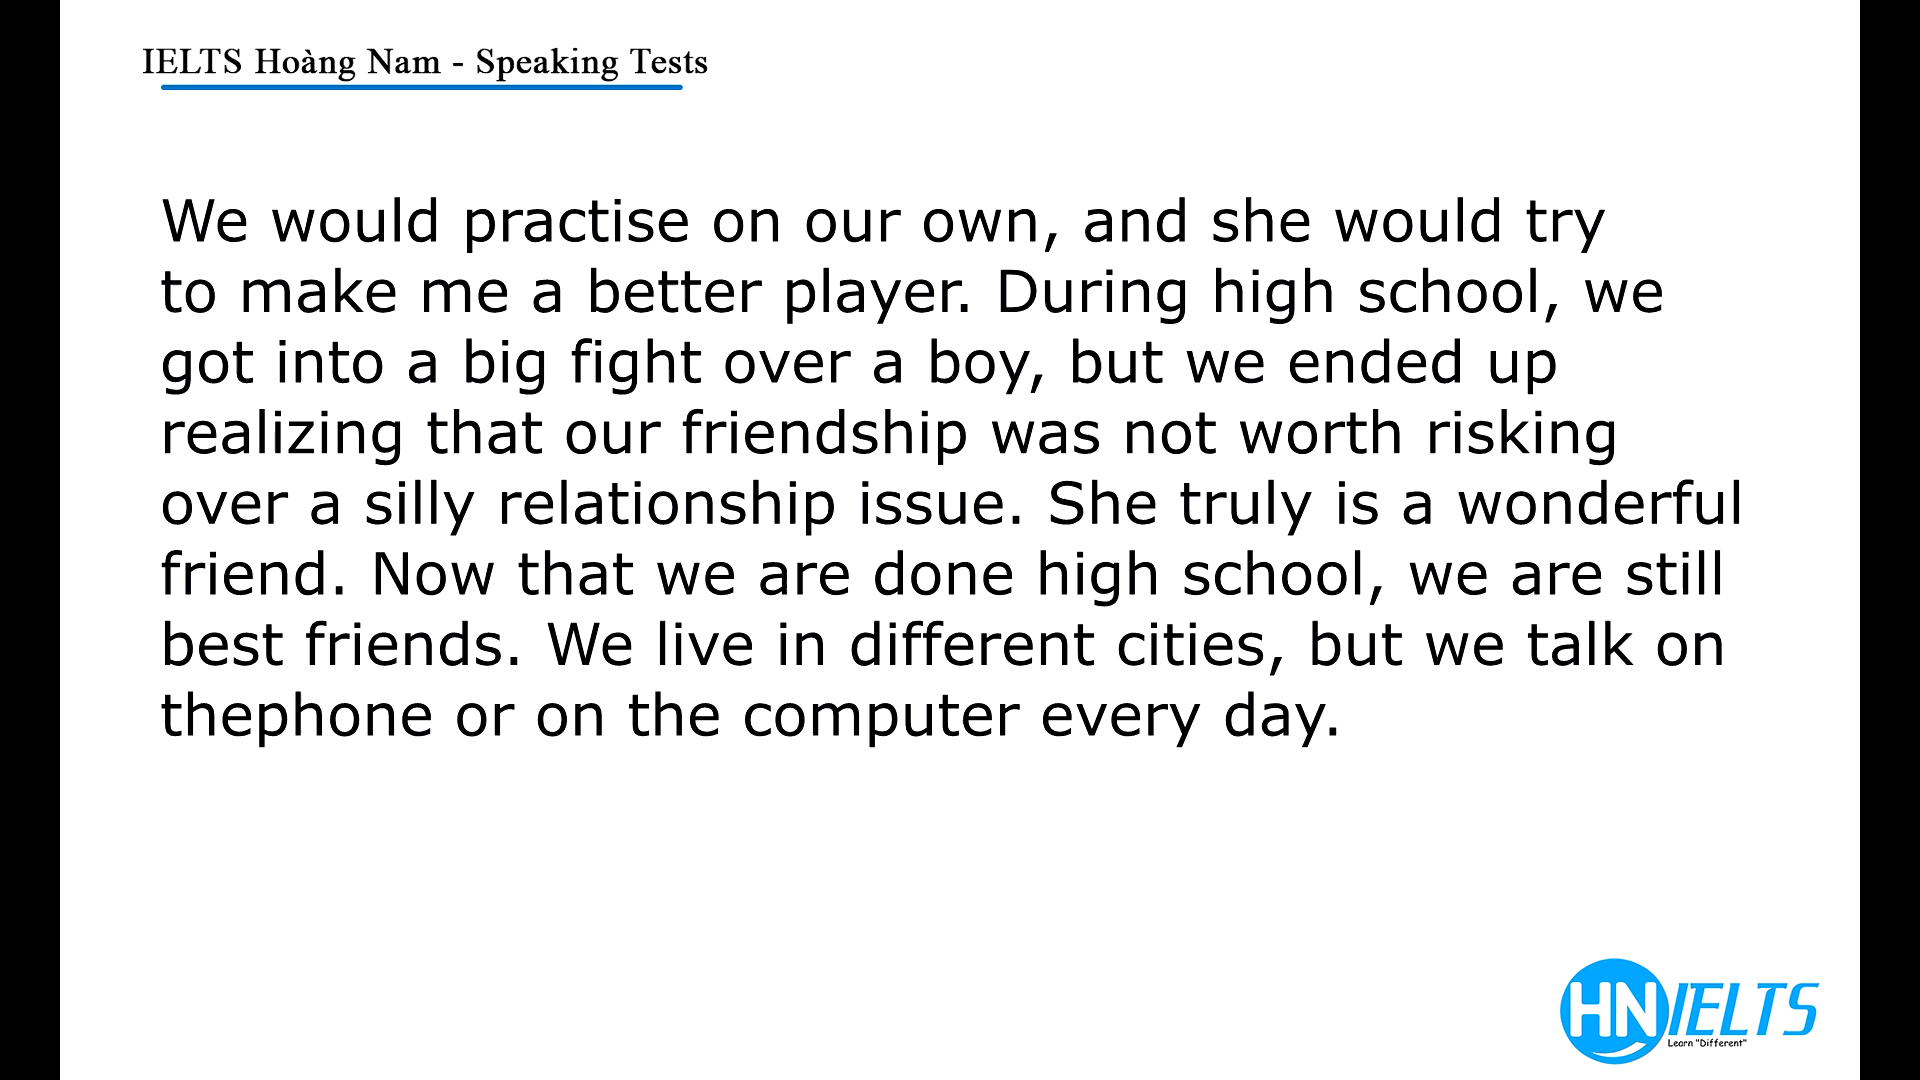 IELTS Hoàng Nam - Speaking Tests
We would practise on our own, and she would try
to make me a better player. During high school, we
got into a big fight over a boy, but we ended up
realizing that our friendship was not worth risking
over a silly relationship issue. She truly is a wonderful
friend. Now that we are done high school, we are still
best friends. We live in different cities, but we talk on
thephone or on the computer every day.
HNIELTS
Learn "Different"